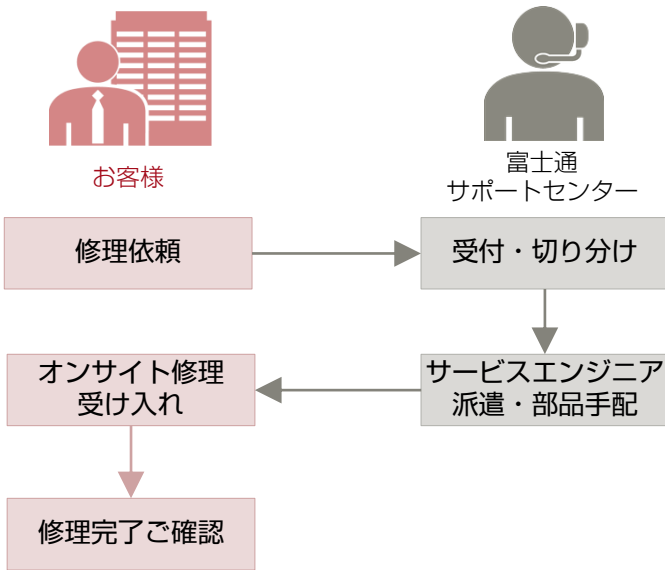 お客様
富士通
サポートセンター
修理依頼
受付・切り分け
オンサイト修理
受け入れ
サービスエンジニア
派遣・部品手配
修理完了ご確認